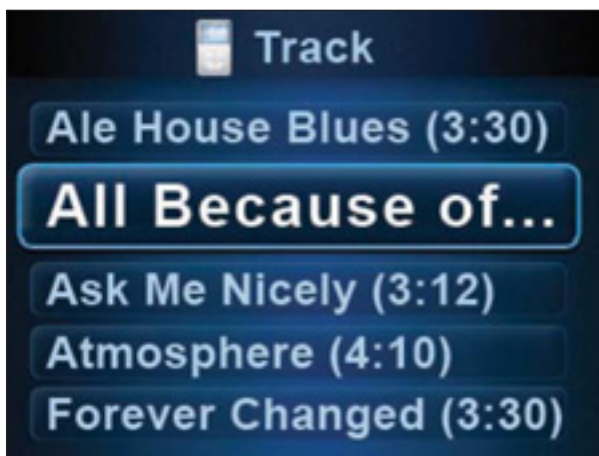 Track
Ale House Blues (3:30)
All Because of...
Ask Me Nicely (3:12)
Atmosphere (4:10)
Forever Changed (3:30)